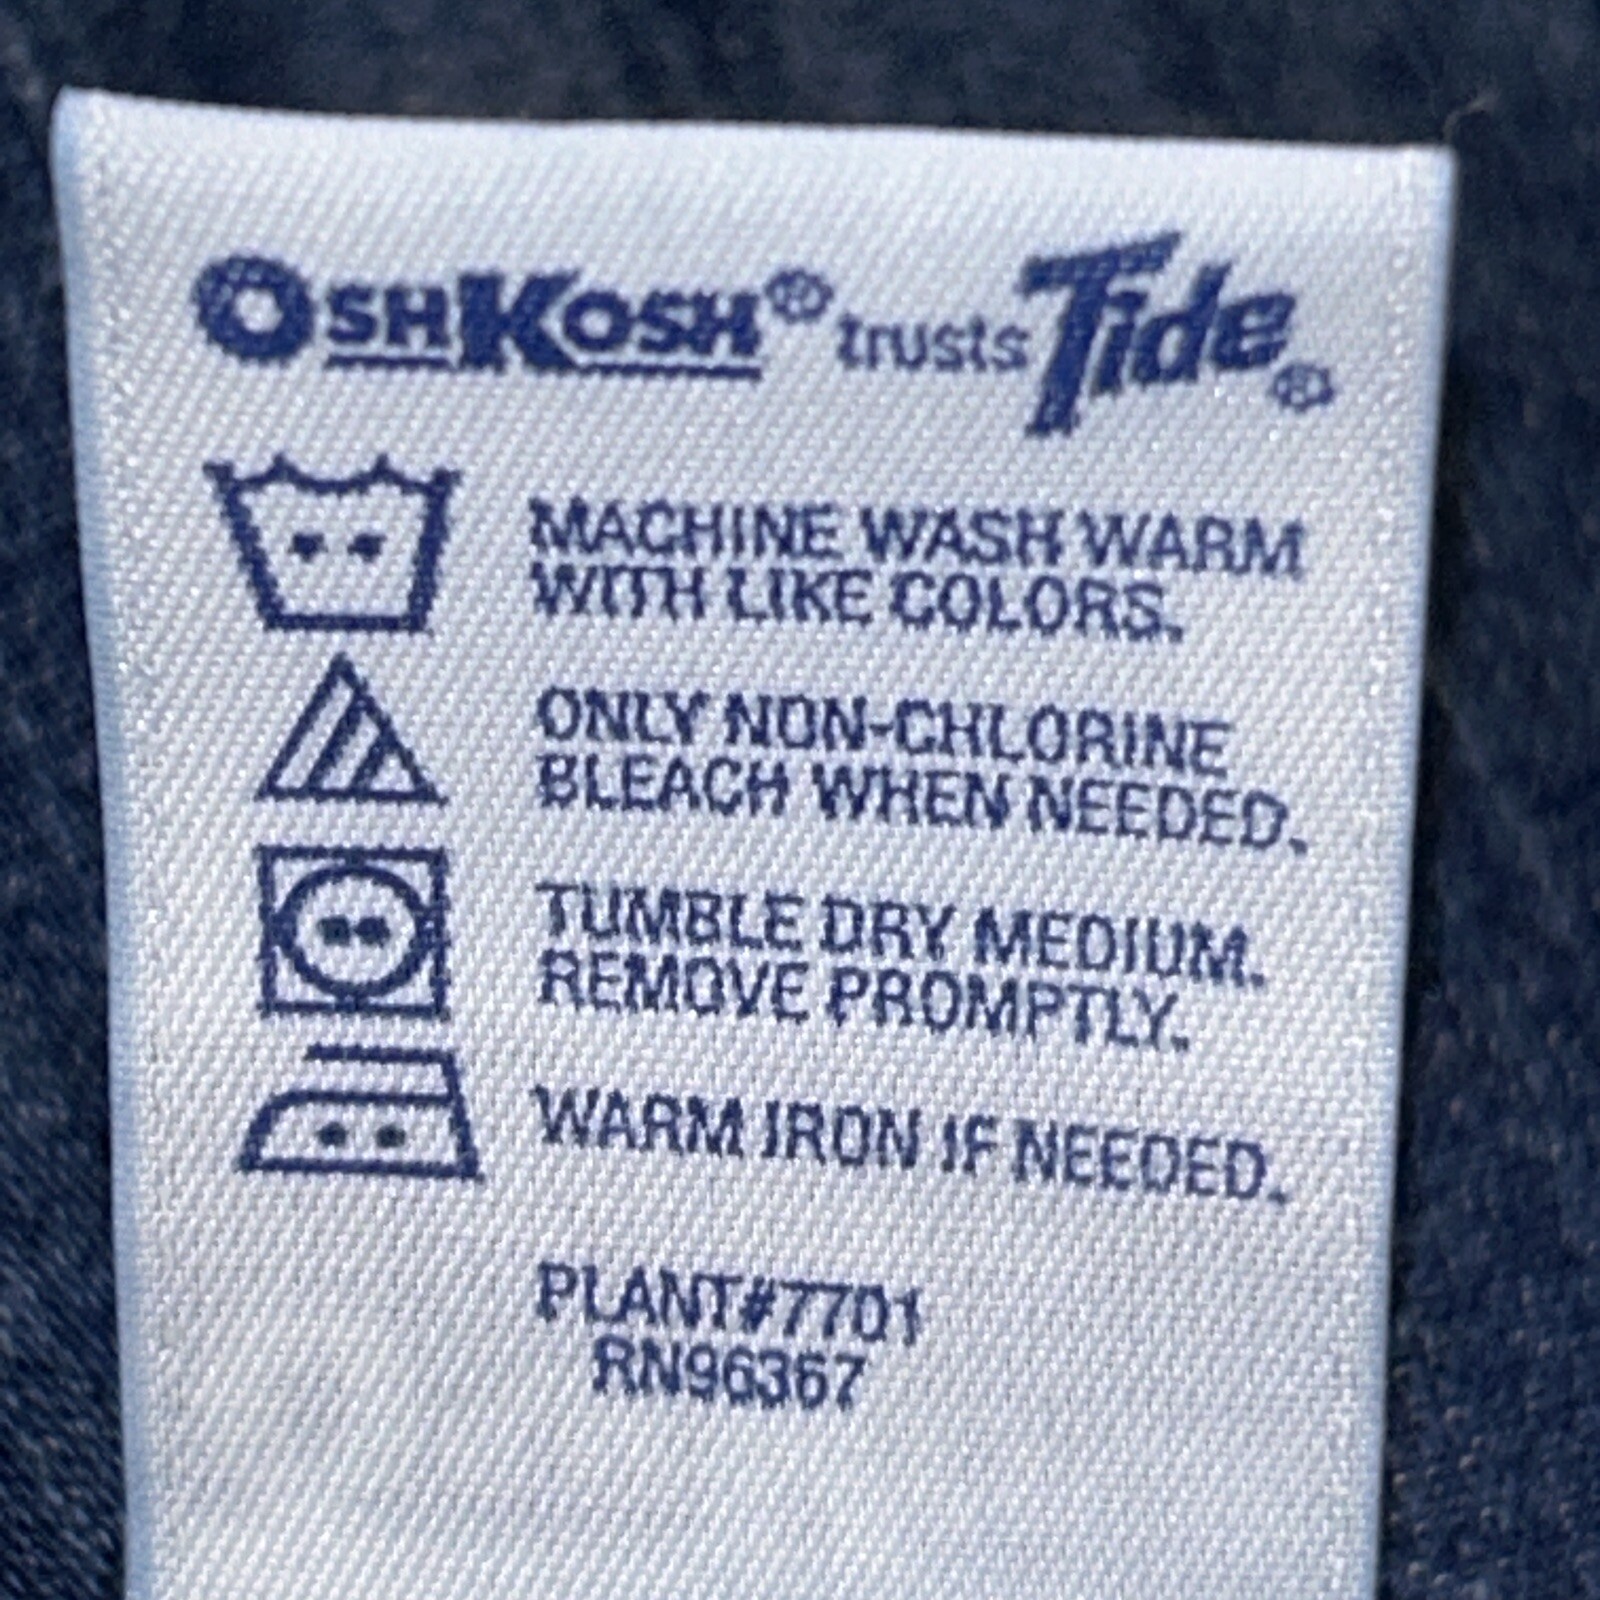 OSHKOSH® trusts Tide®
MACHINE WASH WARM
WITH LIKE COLORS.
ONLY NON-CHLORINE
BLEACH WHEN NEEDED.
TUMBLE DRY MEDIUM.
REMOVE PROMPTLY.
WARM IRON IF NEEDED.
PLANT#7701
RN96367